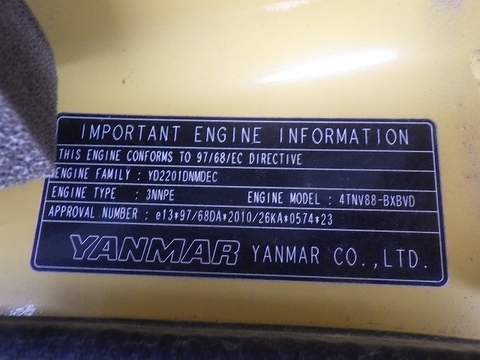 IMPORTANT ENGINE INFORMATION
THIS ENGINE CONFORMS TO 97/68/EC DIRECTIVE
ENGINE FAMILY : YD2201DNMDEC
ENGINE TYPE : 3NNPE ENGINE MODEL : 4TNV88-BXBVD
APPROVAL NUMBER : e13*97/68DA*2010/26KA*0574*23
YANMAR YANMAR CO.,LTD.